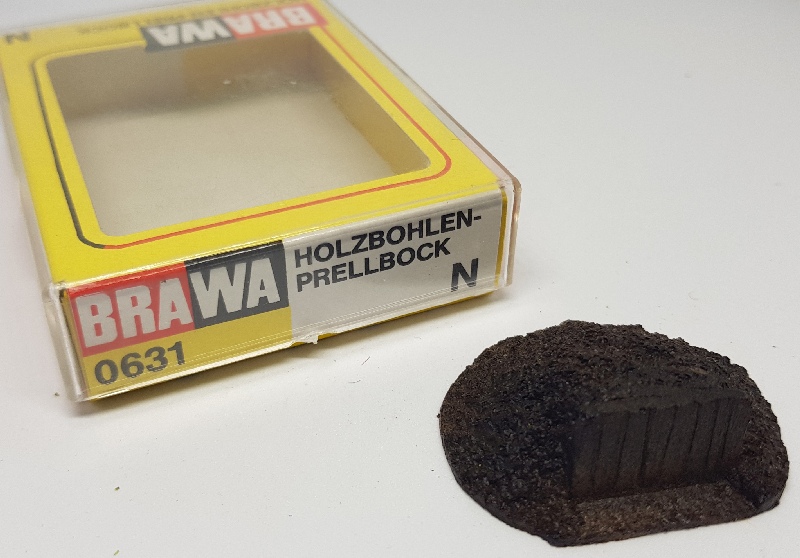 BRAWA
N
BRAWA
0631
HOLZBOHLEN-
PRELLBOCK
N